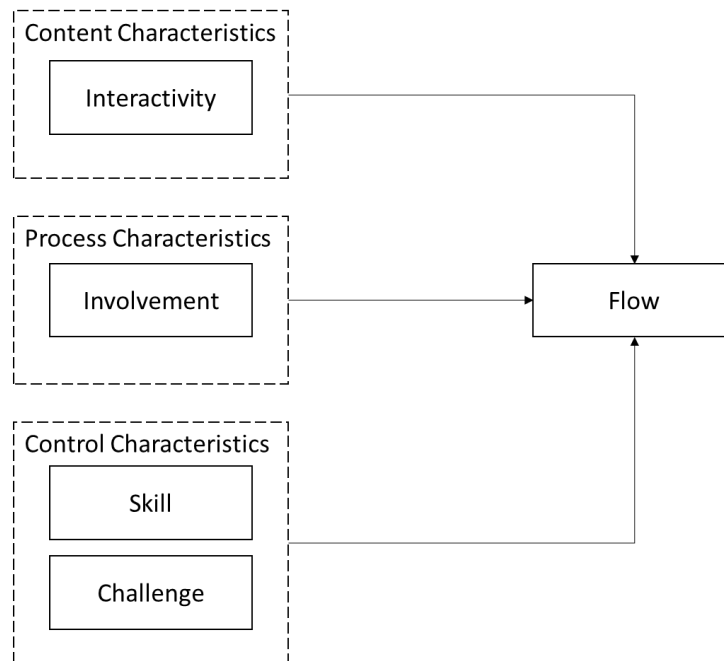 Content Characteristics
Interactivity
Process Characteristics
Involvement
Flow
Control Characteristics
Skill
Challenge